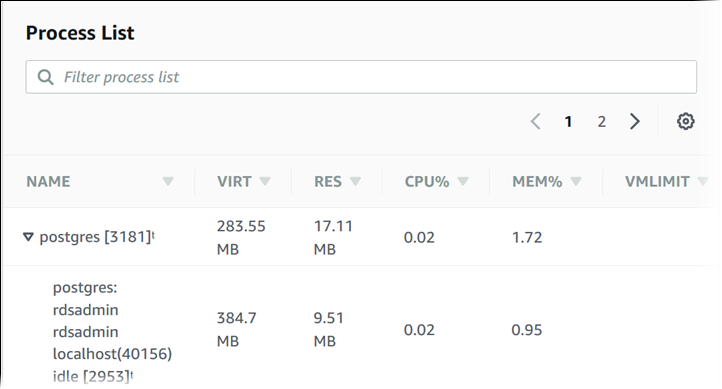 Process List
Filter process list
1 2
NAME VIRT RES CPU% MEM% VMLIMIT
283.55 17.11
postgres [3181]ᵗ 0.02 1.72
MB MB
postgres:
rdsadmin 384.7 9.51
rdsadmin 0.02 0.95
localhost(40156) MB MB
idle [2953]ᵗ